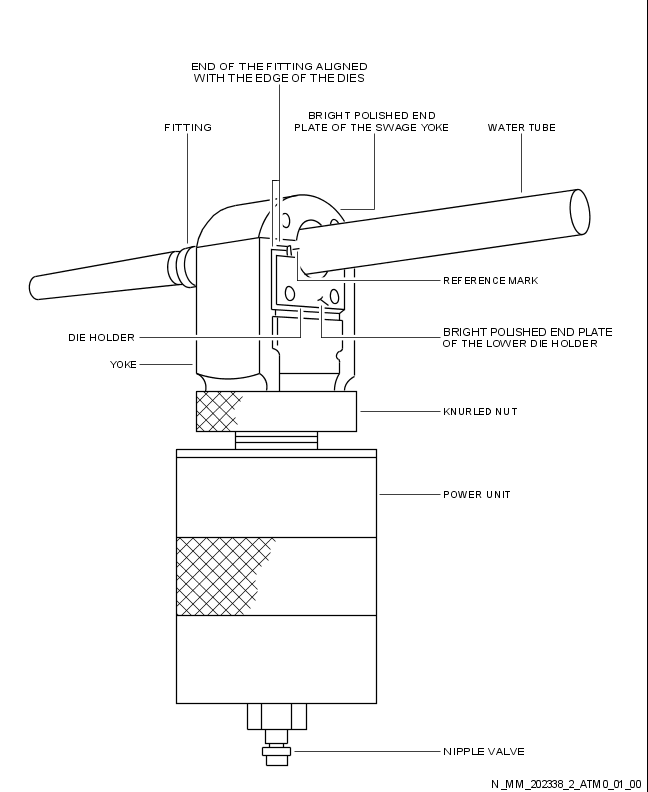 END OF THE FITTING ALIGNED
WITH THE EDGE OF THE DIES
BRIGHT POLISHED END
PLATE OF THE SWAGE YOKE
FITTING
WATER TUBE
REFERENCE MARK
DIE HOLDER
BRIGHT POLISHED END PLATE
OF THE LOWER DIE HOLDER
YOKE
KNURLED NUT
POWER UNIT
NIPPLE VALVE
N_MM_202338_2_ATM0_01_00